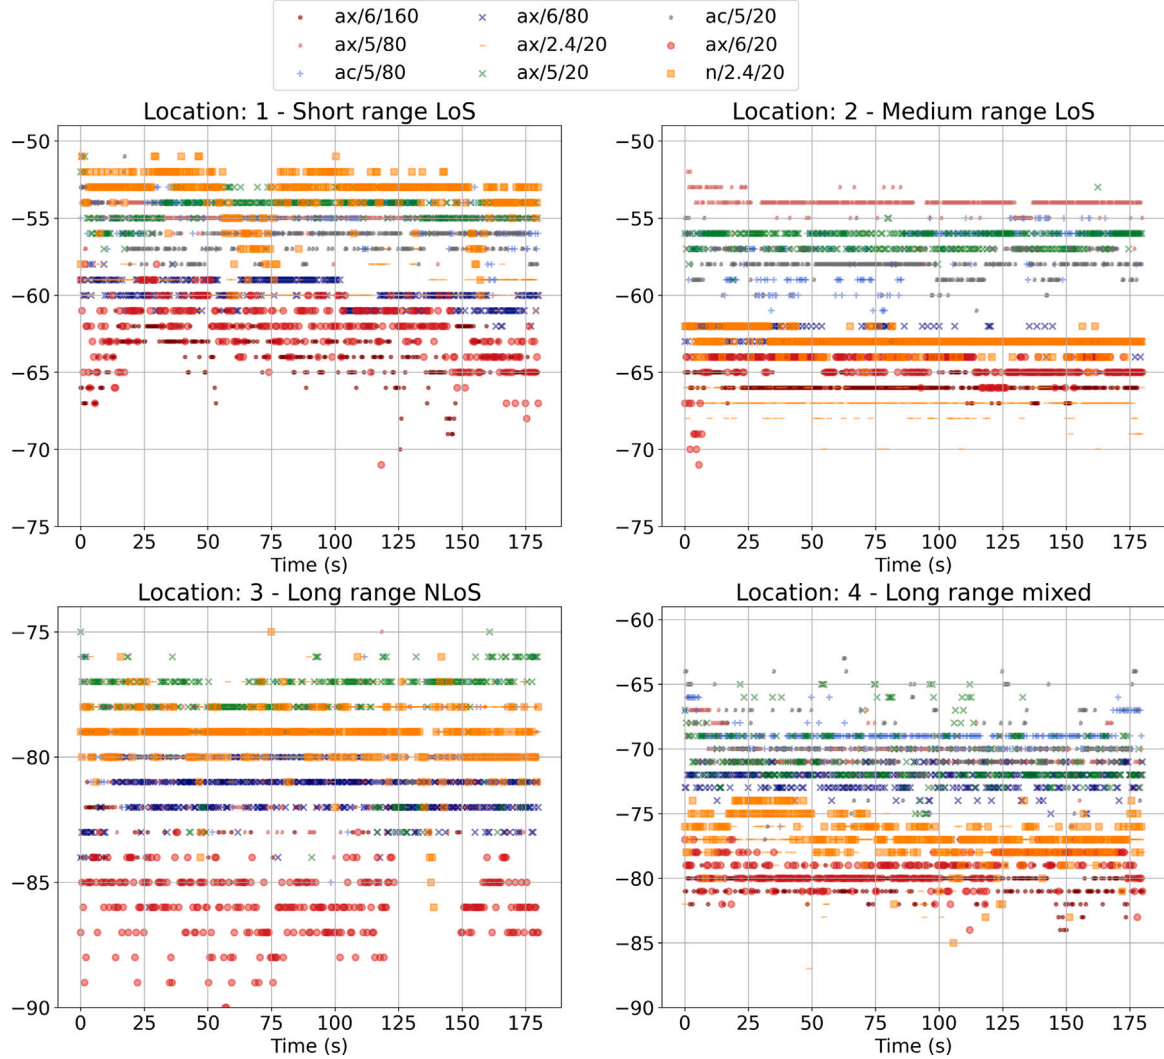 ax/6/160 ax/6/80 ac/5/20
ax/5/80 ax/2.4/20 ax/6/20
ac/5/80 ax/5/20 n/2.4/20
Location: 1 - Short range LoS
−50
−55
−60
−65
−70
−75
0 25 50 75 100 125 150 175
Time (s)
Location: 2 - Medium range LoS
−50
−55
−60
−65
−70
−75
0 25 50 75 100 125 150 175
Time (s)
Location: 3 - Long range NLoS
−75
−80
−85
−90
0 25 50 75 100 125 150 175
Time (s)
Location: 4 - Long range mixed
−60
−65
−70
−75
−80
−85
−90
0 25 50 75 100 125 150 175
Time (s)